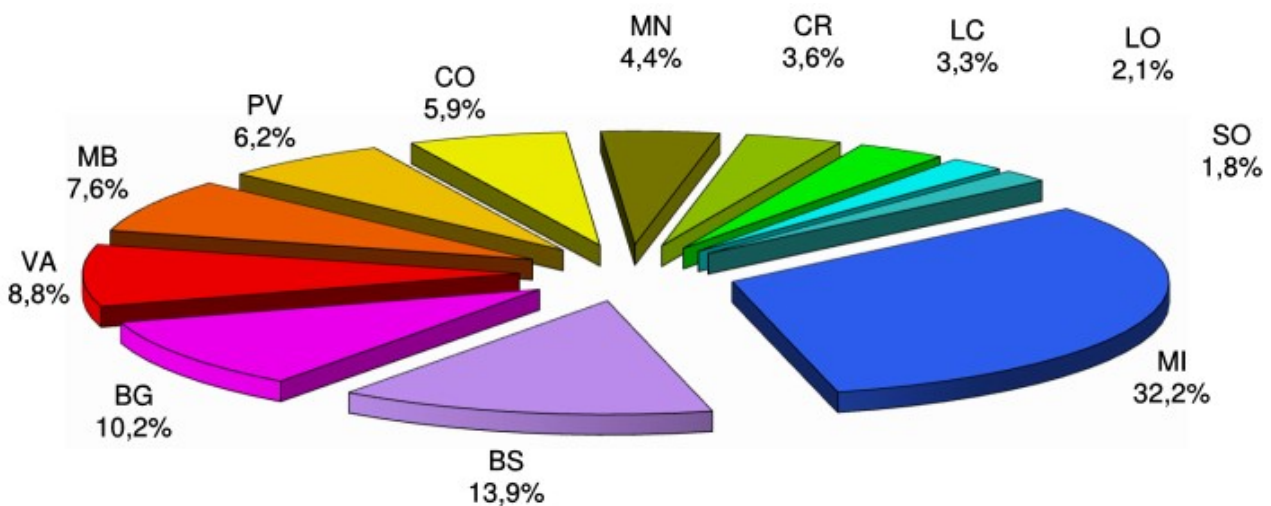 MN
4,4%
CR
3,6%
LC
3,3%
LO
2,1%
CO
5,9%
PV
6,2%
SO
1,8%
MB
7,6%
VA
8,8%
MI
32,2%
BG
10,2%
BS
13,9%